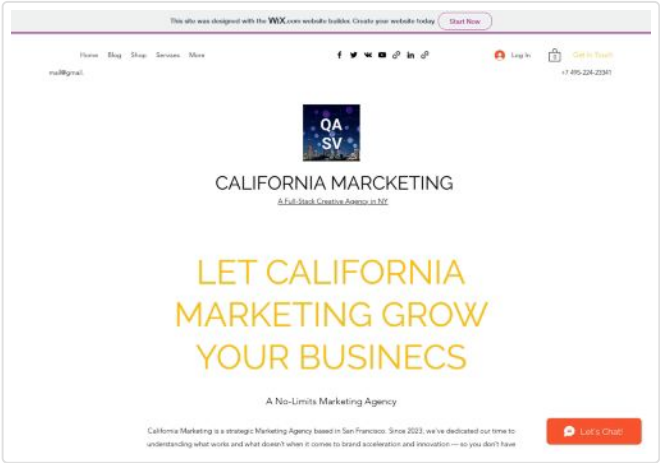 This site was designed with the WiX.com website builder. Create your website today. Start Now
Home Blog Shop Services More Log In 0 Get In Touch
mail@gmail. +7 495-224-23341
QA
SV
CALIFORNIA MARCKETING
A Full-Stack Creative Agency in NY
LET CALIFORNIA
MARKETING GROW
YOUR BUSINECS
A No-Limits Marketing Agency
California Marketing is a strategic Marketing Agency based in San Francisco. Since 2023, we've dedicated our time to
understanding what works and what doesn't when it comes to brand acceleration and innovation — so you don't have
Let's Chat!